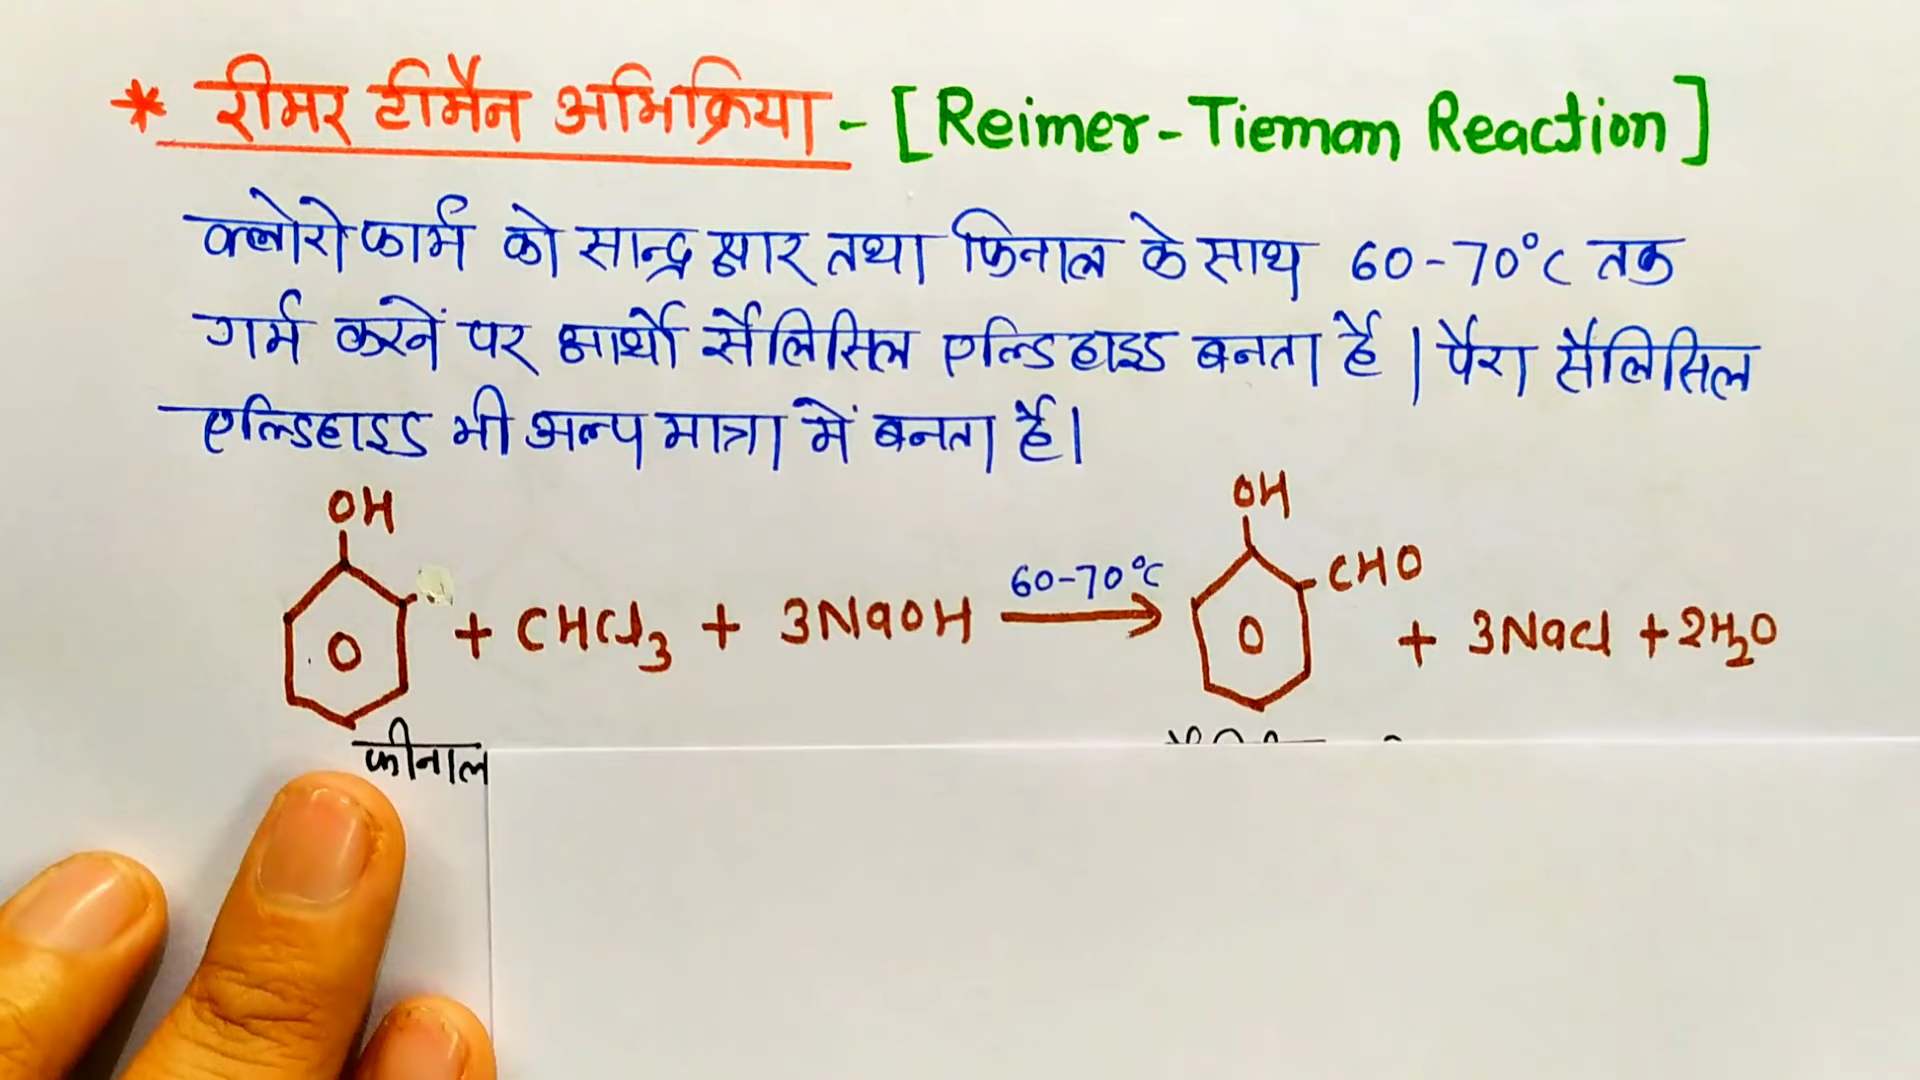 * रीमर टीमैन अभिक्रिया - [Reimer-Tieman Reaction]
क्लोरोफार्म को सान्द्र क्षार तथा फिनाल के साथ 60-70°C तक
गर्म करनें पर आर्थो सैलिसिल एल्डिहाइड बनता है | पैरा सैलिसिल
एल्डिहाइड भी अल्प मात्रा में बनता है।
OH OH
60-70°C CHO
+ CHCl3 + 3NaOH → + 3NaCl + 2H2O
फीनाल